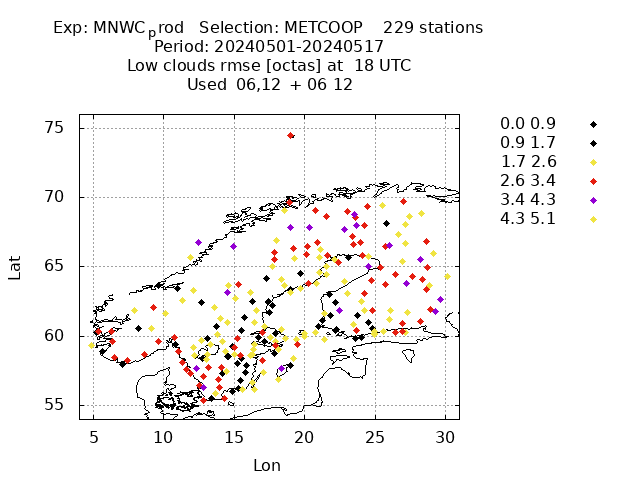 Exp: MNWCprod   Selection: METCOOP    229 stations
Period: 20240501-20240517
Low clouds rmse [octas] at  18 UTC
Used  06,12  + 06 12
0.0 0.9
0.9 1.7
1.7 2.6
2.6 3.4
3.4 4.3
4.3 5.1
75
70
65
60
55
Lat
5 10 15 20 25 30
Lon